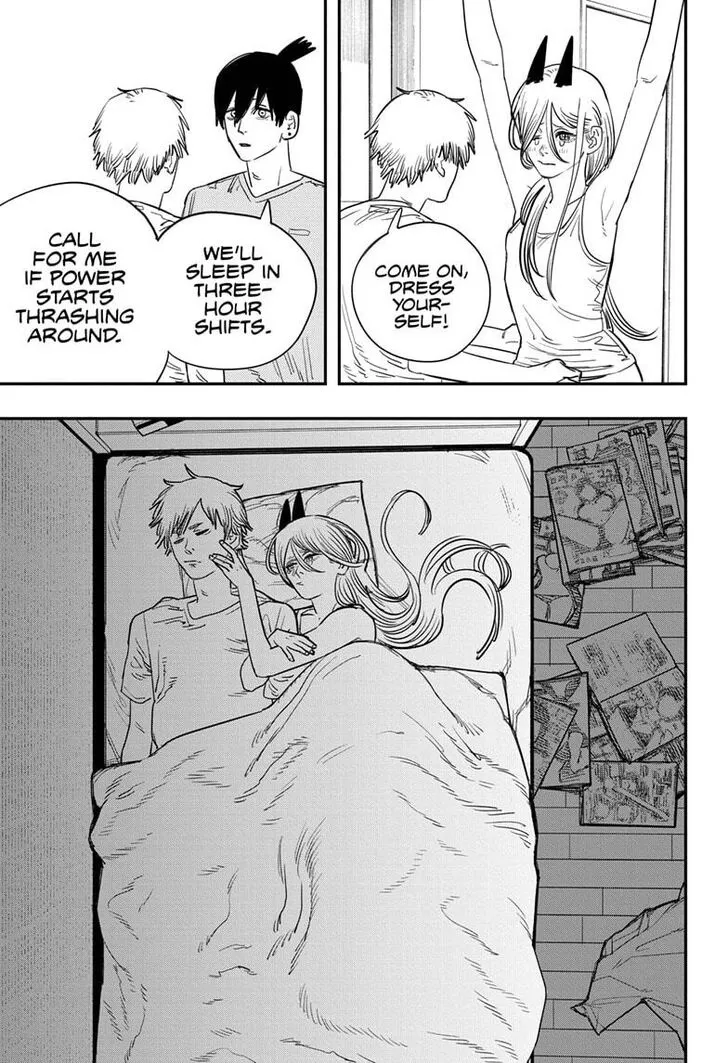 COME ON,
DRESS
YOUR-
SELF!
WE'LL
SLEEP IN
THREE-
HOUR
SHIFTS.
CALL
FOR ME
IF POWER
STARTS
THRASHING
AROUND.